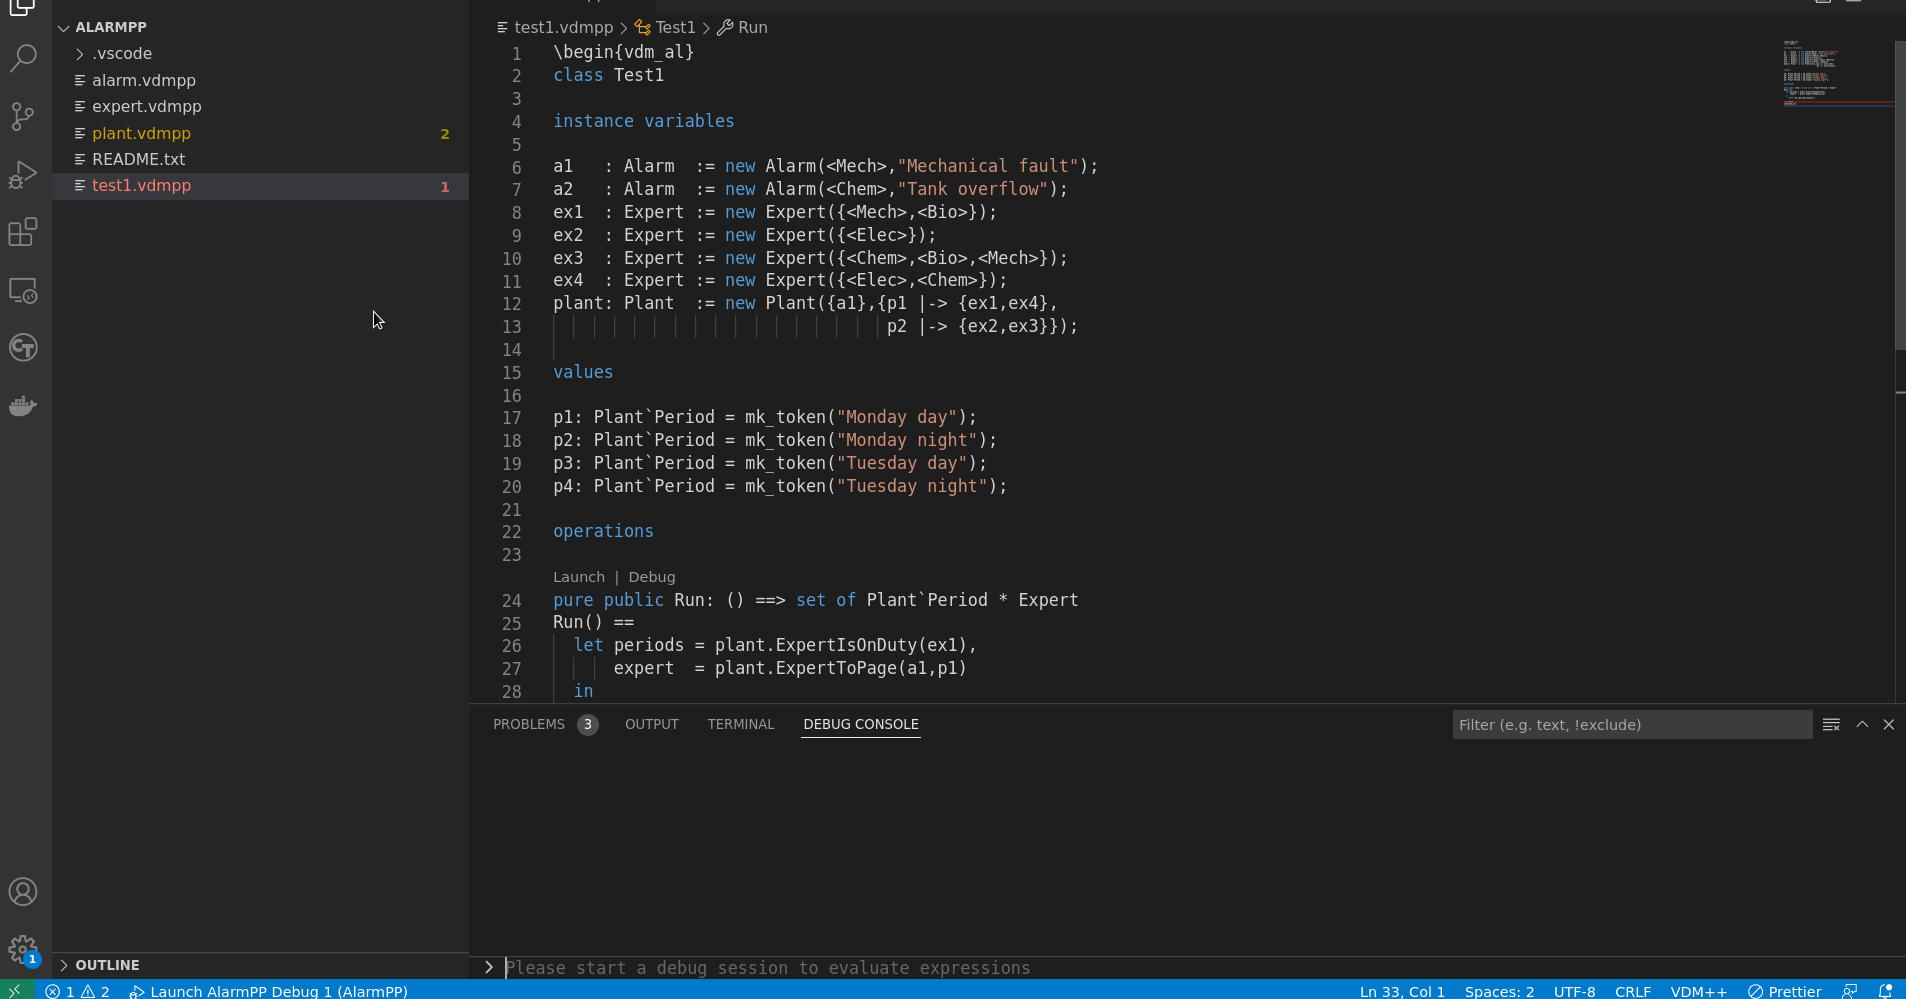 ALARMPP
.vscode
alarm.vdmpp
expert.vdmpp
plant.vdmpp 2
README.txt
test1.vdmpp 1
OUTLINE
test1.vdmpp > Test1 > Run
1 \begin{vdm_al}
2 class Test1
3
4 instance variables
5
6 a1   : Alarm  := new Alarm(<Mech>,"Mechanical fault");
7 a2   : Alarm  := new Alarm(<Chem>,"Tank overflow");
8 ex1  : Expert := new Expert({<Mech>,<Bio>});
9 ex2  : Expert := new Expert({<Elec>});
10 ex3  : Expert := new Expert({<Chem>,<Bio>,<Mech>});
11 ex4  : Expert := new Expert({<Elec>,<Chem>});
12 plant: Plant  := new Plant({a1},{p1 |-> {ex1,ex4},
13                                  p2 |-> {ex2,ex3}});
14
15 values
16
17 p1: Plant`Period = mk_token("Monday day");
18 p2: Plant`Period = mk_token("Monday night");
19 p3: Plant`Period = mk_token("Tuesday day");
20 p4: Plant`Period = mk_token("Tuesday night");
21
22 operations
23
Launch | Debug
24 pure public Run: () ==> set of Plant`Period * Expert
25 Run() ==
26   let periods = plant.ExpertIsOnDuty(ex1),
27       expert  = plant.ExpertToPage(a1,p1)
28   in
PROBLEMS 3 OUTPUT TERMINAL DEBUG CONSOLE Filter (e.g. text, !exclude)
> Please start a debug session to evaluate expressions
1
1 2 Launch AlarmPP Debug 1 (AlarmPP) Ln 33, Col 1 Spaces: 2 UTF-8 CRLF VDM++ Prettier